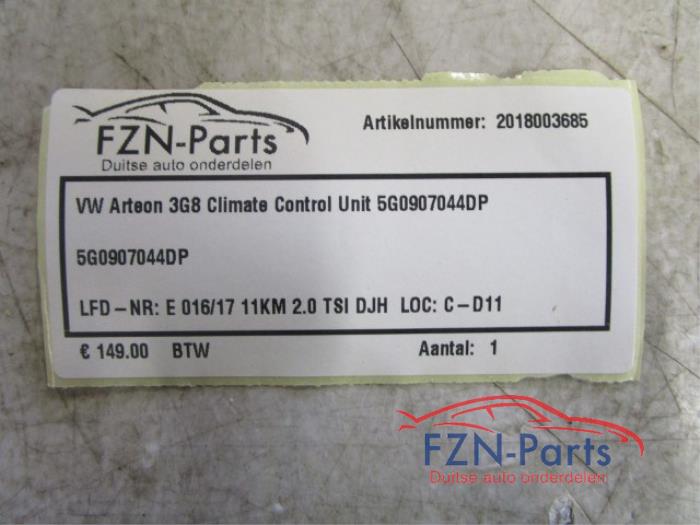 FZN-Parts
Duitse auto onderdelen
Artikelnummer: 2018003685
VW Arteon 3G8 Climate Control Unit 5G0907044DP
5G0907044DP
LFD-NR: E 016/17 11KM 2.0 TSI DJH LOC: C-D11
€ 149.00 BTW
Aantal: 1
FZN-Parts
Duitse auto onderdelen